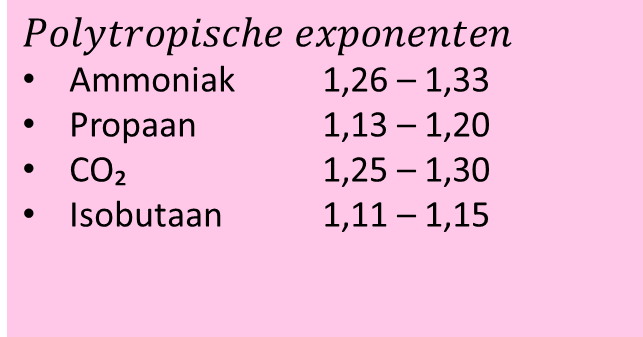 Polytropische exponenten
• Ammoniak 1,26 – 1,33
• Propaan 1,13 – 1,20
• CO₂ 1,25 – 1,30
• Isobutaan 1,11 – 1,15